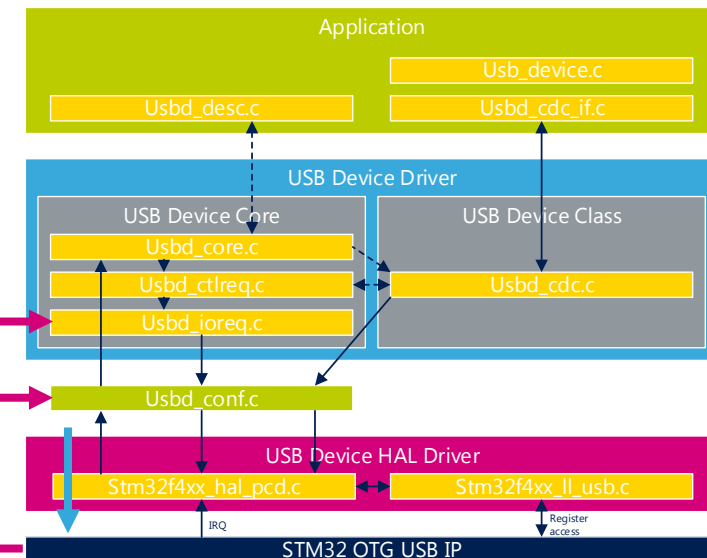 Application
Usb_device.c
Usbd_desc.c
Usbd_cdc_if.c
USB Device Driver
USB Device Core
USB Device Class
Usbd_core.c
Usbd_ctlreq.c
Usbd_cdc.c
Usbd_ioreq.c
Usbd_conf.c
USB Device HAL Driver
Stm32f4xx_hal_pcd.c
Stm32f4xx_ll_usb.c
IRQ
Register
access
STM32 OTG USB IP